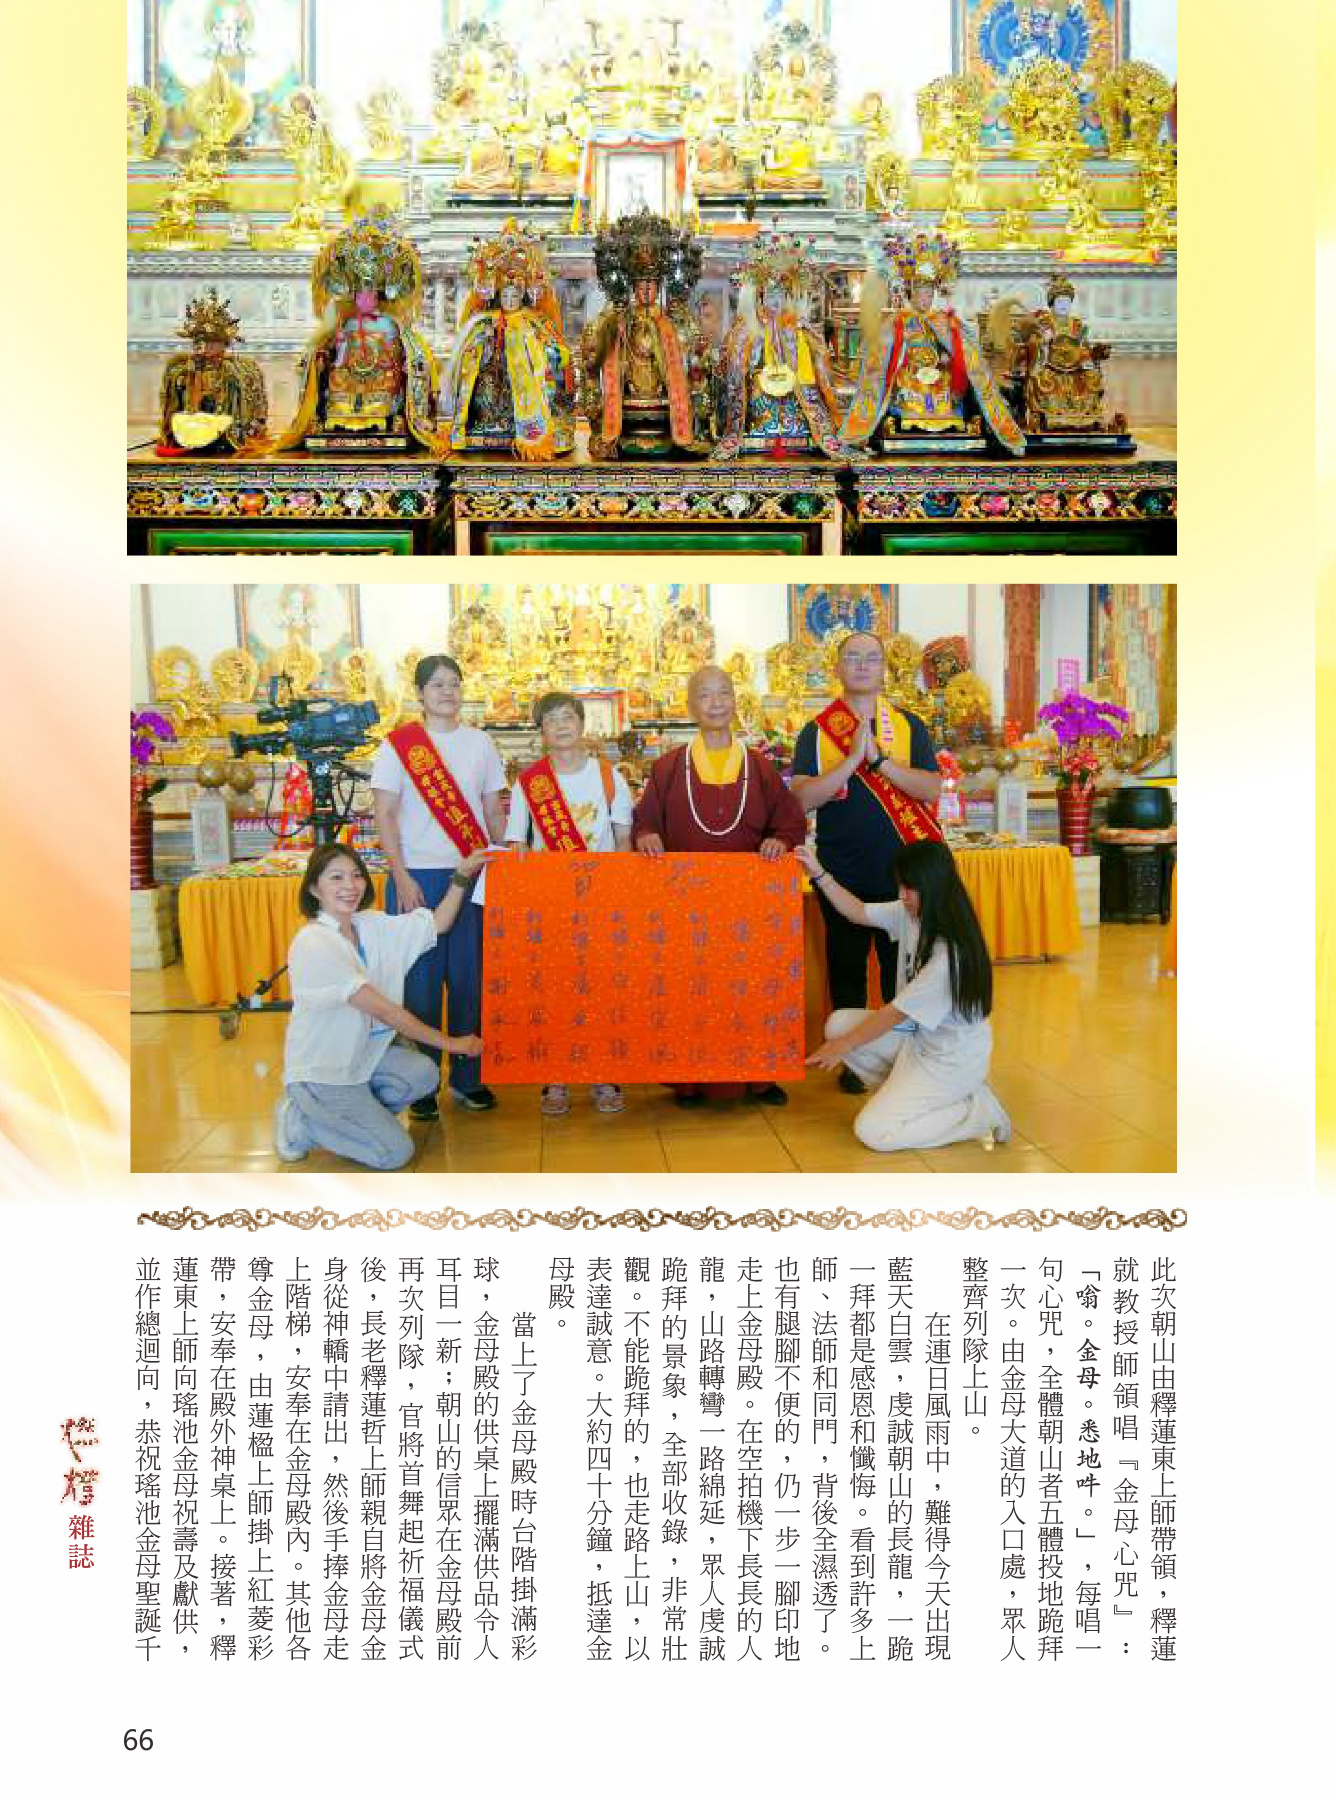 此次朝山由釋蓮東上師帶領，釋蓮
就教授師領唱『金母心咒』：
「嗡。金母。悉地吽。」，每唱一
句心咒，全體朝山者五體投地跪拜
一次。由金母大道的入口處，眾人
整齊列隊上山。
在連日風雨中，難得今天出現
藍天白雲，虔誠朝山的長龍，一跪
一拜都是感恩和懺悔。看到許多上
師、法師和同門，背後全濕透了。
也有腿腳不便的，仍一步一腳印地
走上金母殿。在空拍機下長長的人
龍，山路轉彎一路綿延，眾人虔誠
跪拜的景象，全部收錄，非常壯
觀。不能跪拜的，也走路上山，以
表達誠意。大約四十分鐘，抵達金
母殿。
當上了金母殿時台階掛滿彩
球，金母殿的供桌上擺滿供品令人
耳目一新；朝山的信眾在金母殿前
再次列隊，官將首舞起祈福儀式
後，長老釋蓮哲上師親自將金母金
身從神轎中請出，然後手捧金母走
上階梯，安奉在金母殿內。其他各
尊金母，由蓮楹上師掛上紅菱彩
帶，安奉在殿外神桌上。接著，釋
蓮東上師向瑤池金母祝壽及獻供，
並作總迴向，恭祝瑤池金母聖誕千
雜誌
66